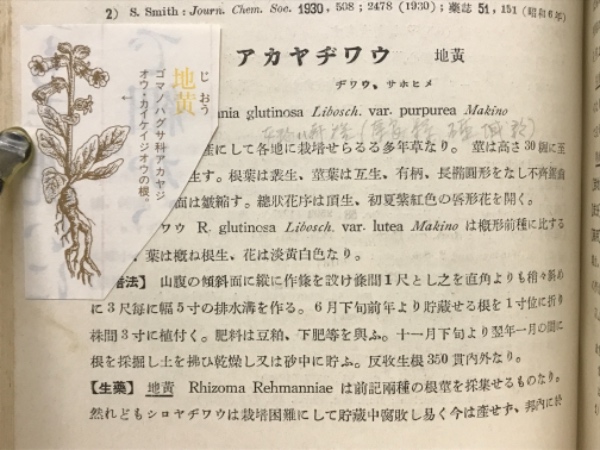 2) S. Smith : Journ. Chem. Soc. 1930, 508 ; 2478 (1930) ; 藥誌 51, 151 (昭和6年)
アカヤヂワウ 地黃
ヂワウ、サホヒメ
ania glutinosa Libosch. var. purpurea Makino
産にして各地に栽培せらるる多年草なり。 莖は高さ30糎に至
生す。根葉は叢生、莖葉は互生、有柄、長橢圓形をなし不齊
面は皺縮す。總狀花序は頂生、初夏紫紅色の唇形花を開く。
ワウ R. glutinosa Libosch. var. lutea Makino は概形前種に比する
葉は概ね根生、花は淡黃白色なり。
法】 山腹の傾斜面に縱に作條を設け條間1尺とし之を直角よりも稍々斜め
に3尺每に幅5寸の排水溝を作る。6月下旬前年より貯藏せる根を1寸位に折り
株間3寸に植付く。肥料は豆粕、下肥等を與ふ。十一月下旬より翌年一月の間に
根を採掘し土を拂ひ乾燥し又は砂中に貯ふ。反收生根350貫內外なり。
【生藥】 地黃 Rhizoma Rehmanniae は前記兩種の根莖を採集せるものなり。
然れどもシロヤヂワウは栽培困難にして貯藏中腐敗し易く今は產せず、邦內に於
じおう
地黄
ゴマノハグサ科アカヤジ
オウ・カイケイジオウの根。